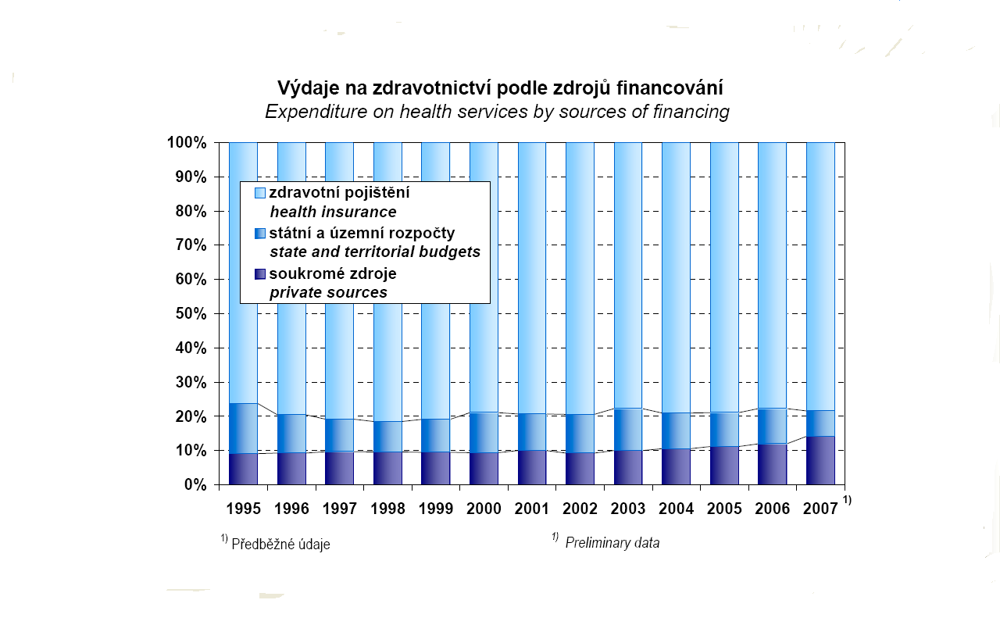 Výdaje na zdravotnictví podle zdrojů financování
Expenditure on health services by sources of financing
100%
90%
80%
70%
60%
50%
40%
30%
20%
10%
0%
zdravotní pojištění
health insurance
státní a územní rozpočty
state and territorial budgets
soukromé zdroje
private sources
1995 1996 1997 1998 1999 2000 2001 2002 2003 2004 2005 2006 2007 1)
1) Předběžné údaje
1) Preliminary data